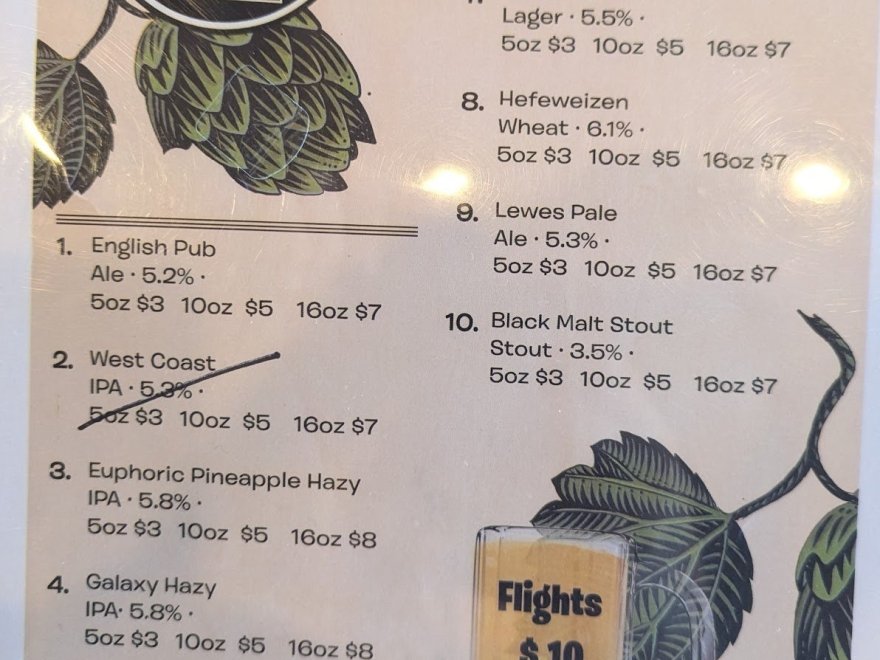 1. English Pub
Ale · 5.2% ·
5oz $3 10oz $5 16oz $7
2. West Coast
IPA · 5.3% ·
5oz $3 10oz $5 16oz $7
3. Euphoric Pineapple Hazy
IPA · 5.8% ·
5oz $3 10oz $5 16oz $8
4. Galaxy Hazy
IPA· 5.8% ·
5oz $3 10oz $5 16oz $8
Lager · 5.5% ·
5oz $3 10oz $5 16oz $7
8. Hefeweizen
Wheat · 6.1% ·
5oz $3 10oz $5 16oz $7
9. Lewes Pale
Ale · 5.3% ·
5oz $3 10oz $5 16oz $7
10. Black Malt Stout
Stout · 3.5% ·
5oz $3 10oz $5 16oz $7
Flights
$10